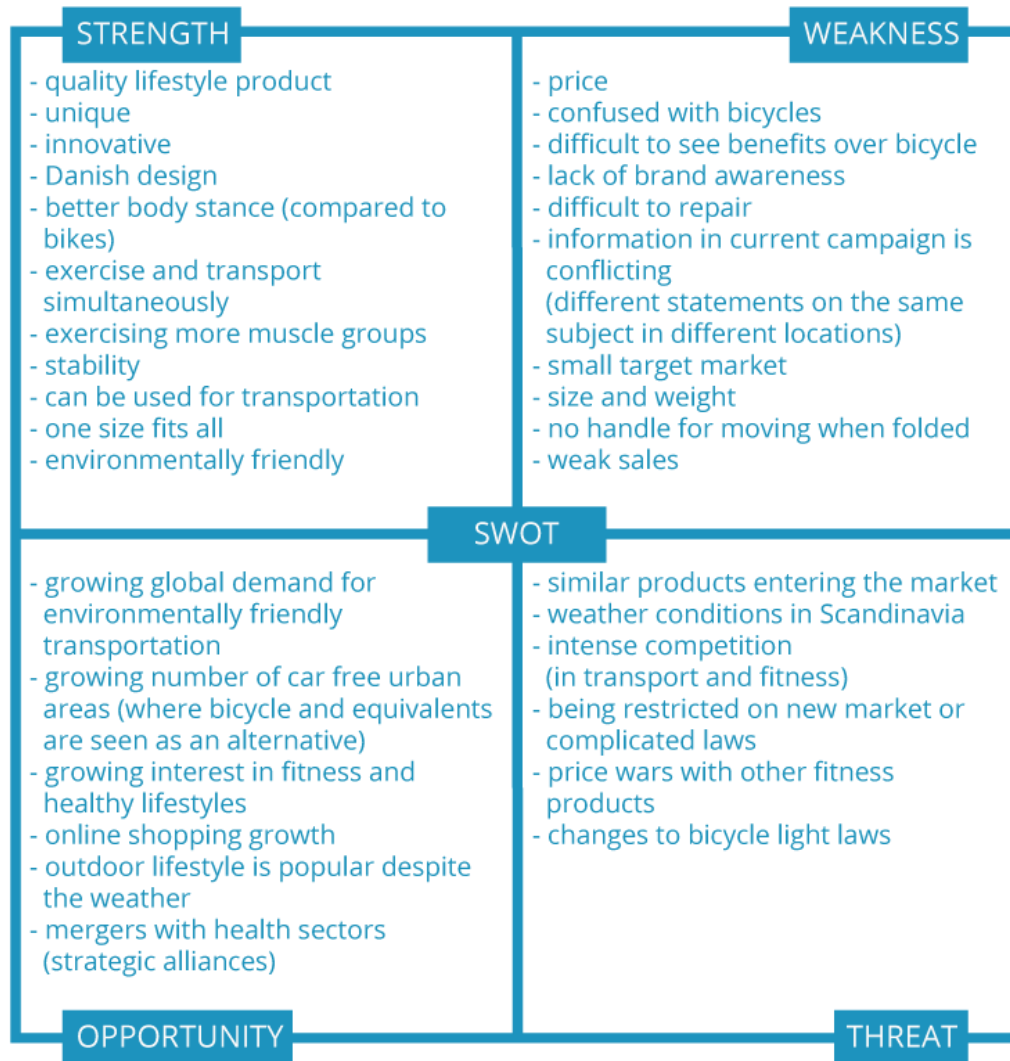 STRENGTH
- quality lifestyle product
- unique
- innovative
- Danish design
- better body stance (compared to
bikes)
- exercise and transport
simultaneously
- exercising more muscle groups
- stability
- can be used for transportation
- one size fits all
- environmentally friendly
WEAKNESS
- price
- confused with bicycles
- difficult to see benefits over bicycle
- lack of brand awareness
- difficult to repair
- information in current campaign is
conflicting
(different statements on the same
subject in different locations)
- small target market
- size and weight
- no handle for moving when folded
- weak sales
SWOT
- growing global demand for
environmentally friendly
transportation
- growing number of car free urban
areas (where bicycle and equivalents
are seen as an alternative)
- growing interest in fitness and
healthy lifestyles
- online shopping growth
- outdoor lifestyle is popular despite
the weather
- mergers with health sectors
(strategic alliances)
OPPORTUNITY
- similar products entering the market
- weather conditions in Scandinavia
- intense competition
(in transport and fitness)
- being restricted on new market or
complicated laws
- price wars with other fitness
products
- changes to bicycle light laws
THREAT